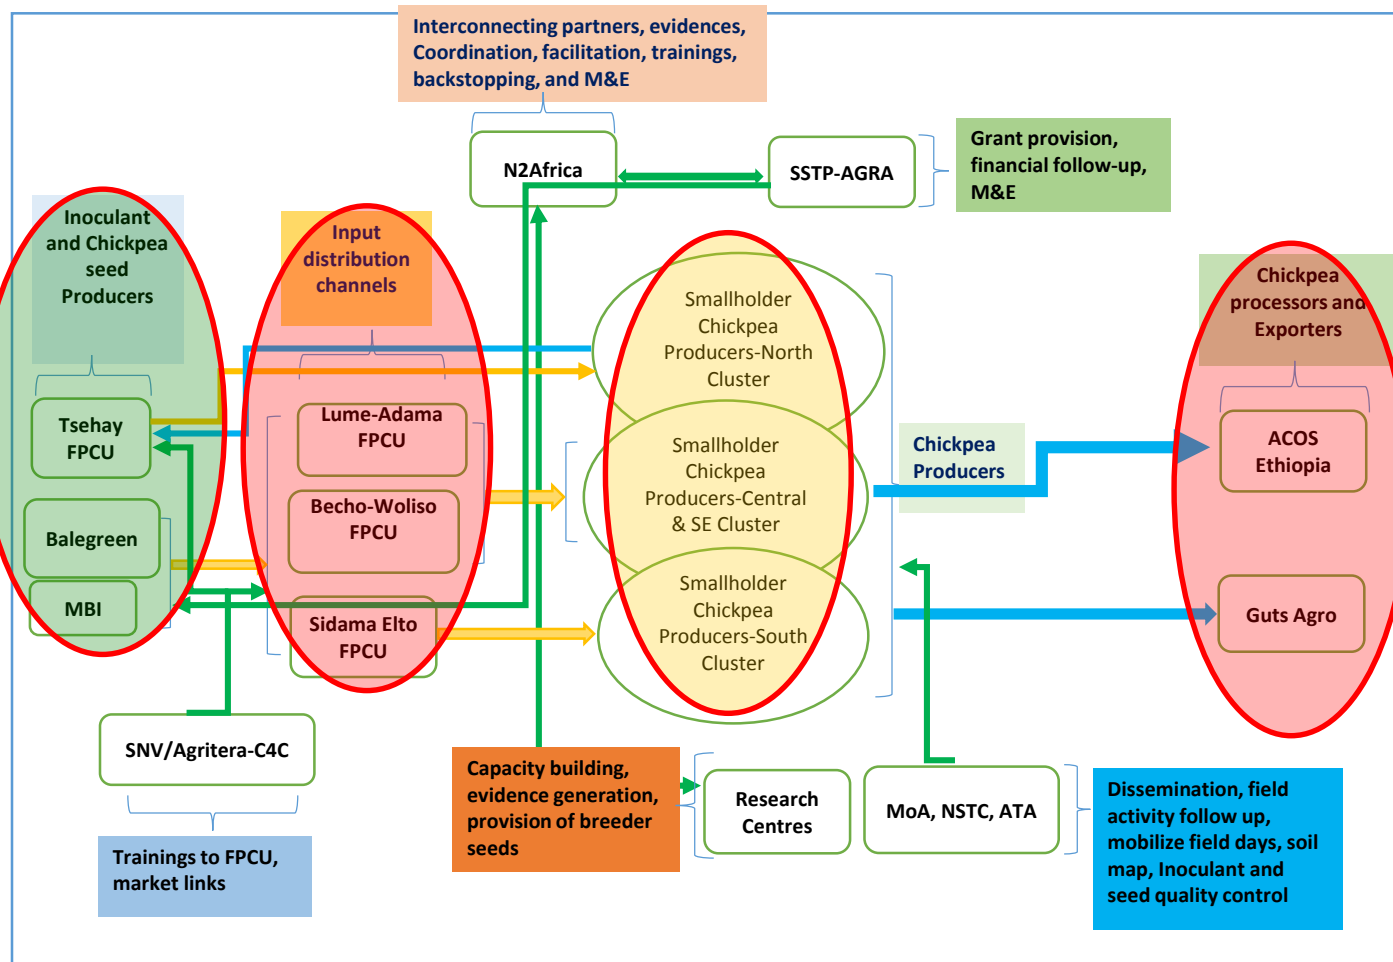 Interconnecting partners, evidences,
Coordination, facilitation, trainings,
backstopping, and M&E
N2Africa
SSTP-AGRA
Grant provision,
financial follow-up,
M&E
Inoculant
and Chickpea
seed
Producers
Input
distribution
channels
Smallholder
Chickpea
Producers-North
Cluster
Chickpea
processors and
Exporters
Tsehay
FPCU
Lume-Adama
FPCU
Smallholder
Chickpea
Producers-Central
& SE Cluster
Chickpea
Producers
ACOS
Ethiopia
Balegreen
Becho-Woliso
FPCU
MBI
Sidama Elto
FPCU
Smallholder
Chickpea
Producers-South
Cluster
Guts Agro
SNV/Agritera-C4C
Capacity building,
evidence generation,
provision of breeder
seeds
Research
Centres
MoA, NSTC, ATA
Dissemination, field
activity follow up,
mobilize field days, soil
map, Inoculant and
seed quality control
Trainings to FPCU,
market links